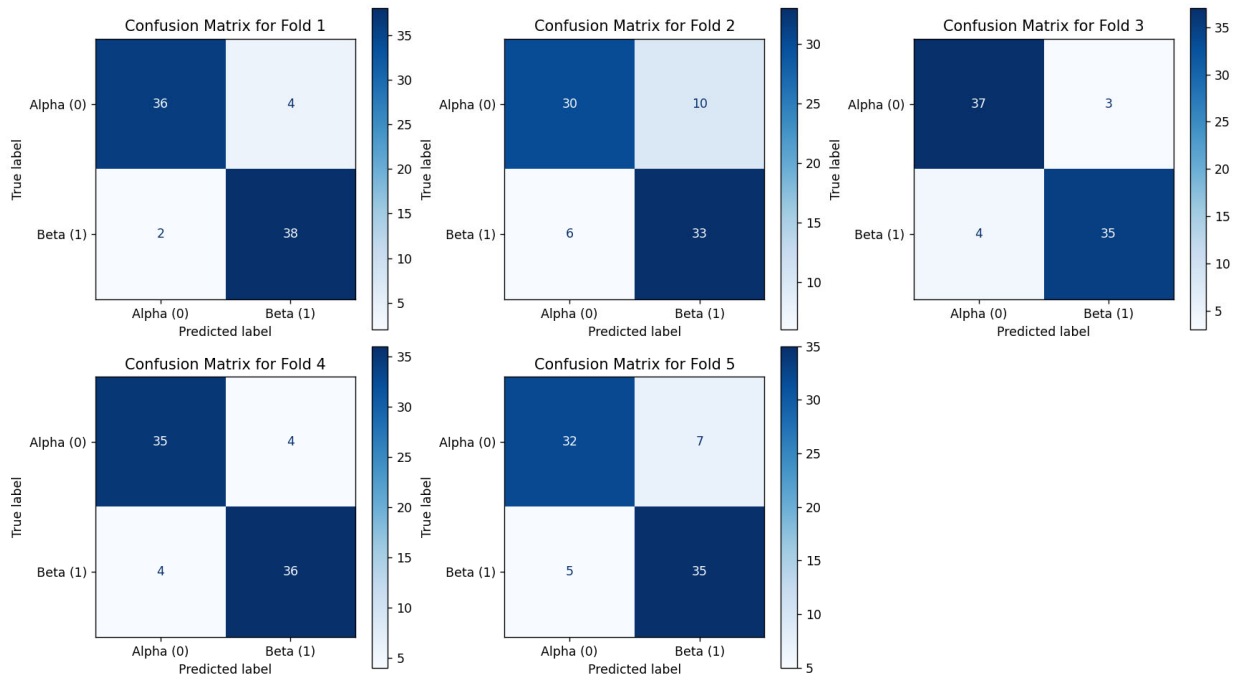 Confusion Matrix for Fold 1
Alpha (0)
36
4
Beta (1)
2
38
True label
Alpha (0)
Beta (1)
Predicted label
35
30
25
20
15
10
5
Confusion Matrix for Fold 2
Alpha (0)
30
10
Beta (1)
6
33
True label
Alpha (0)
Beta (1)
Predicted label
30
25
20
15
10
Confusion Matrix for Fold 3
Alpha (0)
37
3
Beta (1)
4
35
True label
Alpha (0)
Beta (1)
Predicted label
35
30
25
20
15
10
5
Confusion Matrix for Fold 4
Alpha (0)
35
4
Beta (1)
4
36
True label
Alpha (0)
Beta (1)
Predicted label
35
30
25
20
15
10
5
Confusion Matrix for Fold 5
Alpha (0)
32
7
Beta (1)
5
35
True label
Alpha (0)
Beta (1)
Predicted label
35
30
25
20
15
10
5